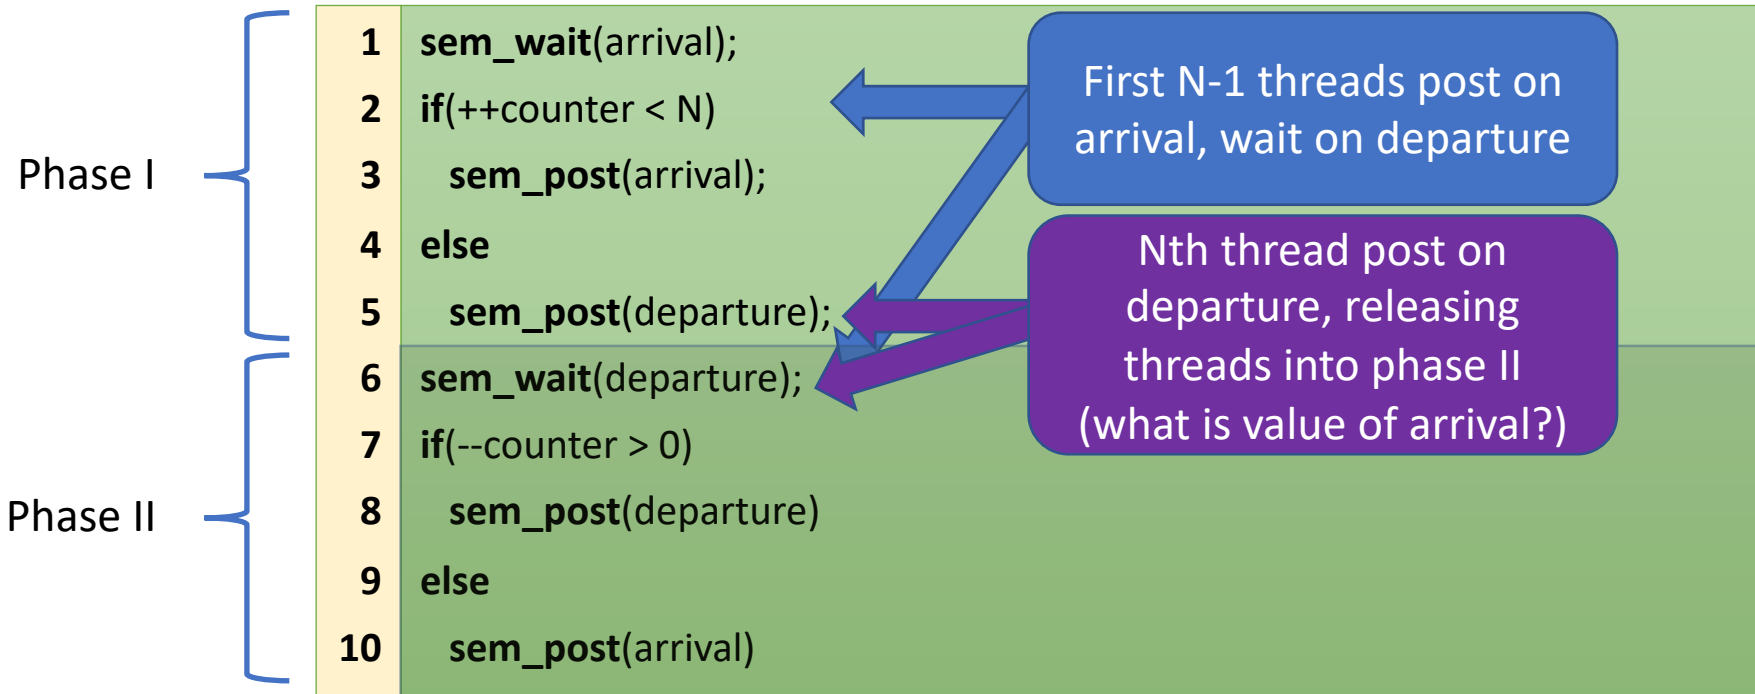 Phase I
Phase II
1 sem_wait(arrival);
2 if(++counter < N)
3 sem_post(arrival);
4 else
5 sem_post(departure);
6 sem_wait(departure);
7 if(--counter > 0)
8 sem_post(departure)
9 else
10 sem_post(arrival)
First N-1 threads post on
arrival, wait on departure
Nth thread post on
departure, releasing
threads into phase II
(what is value of arrival?)